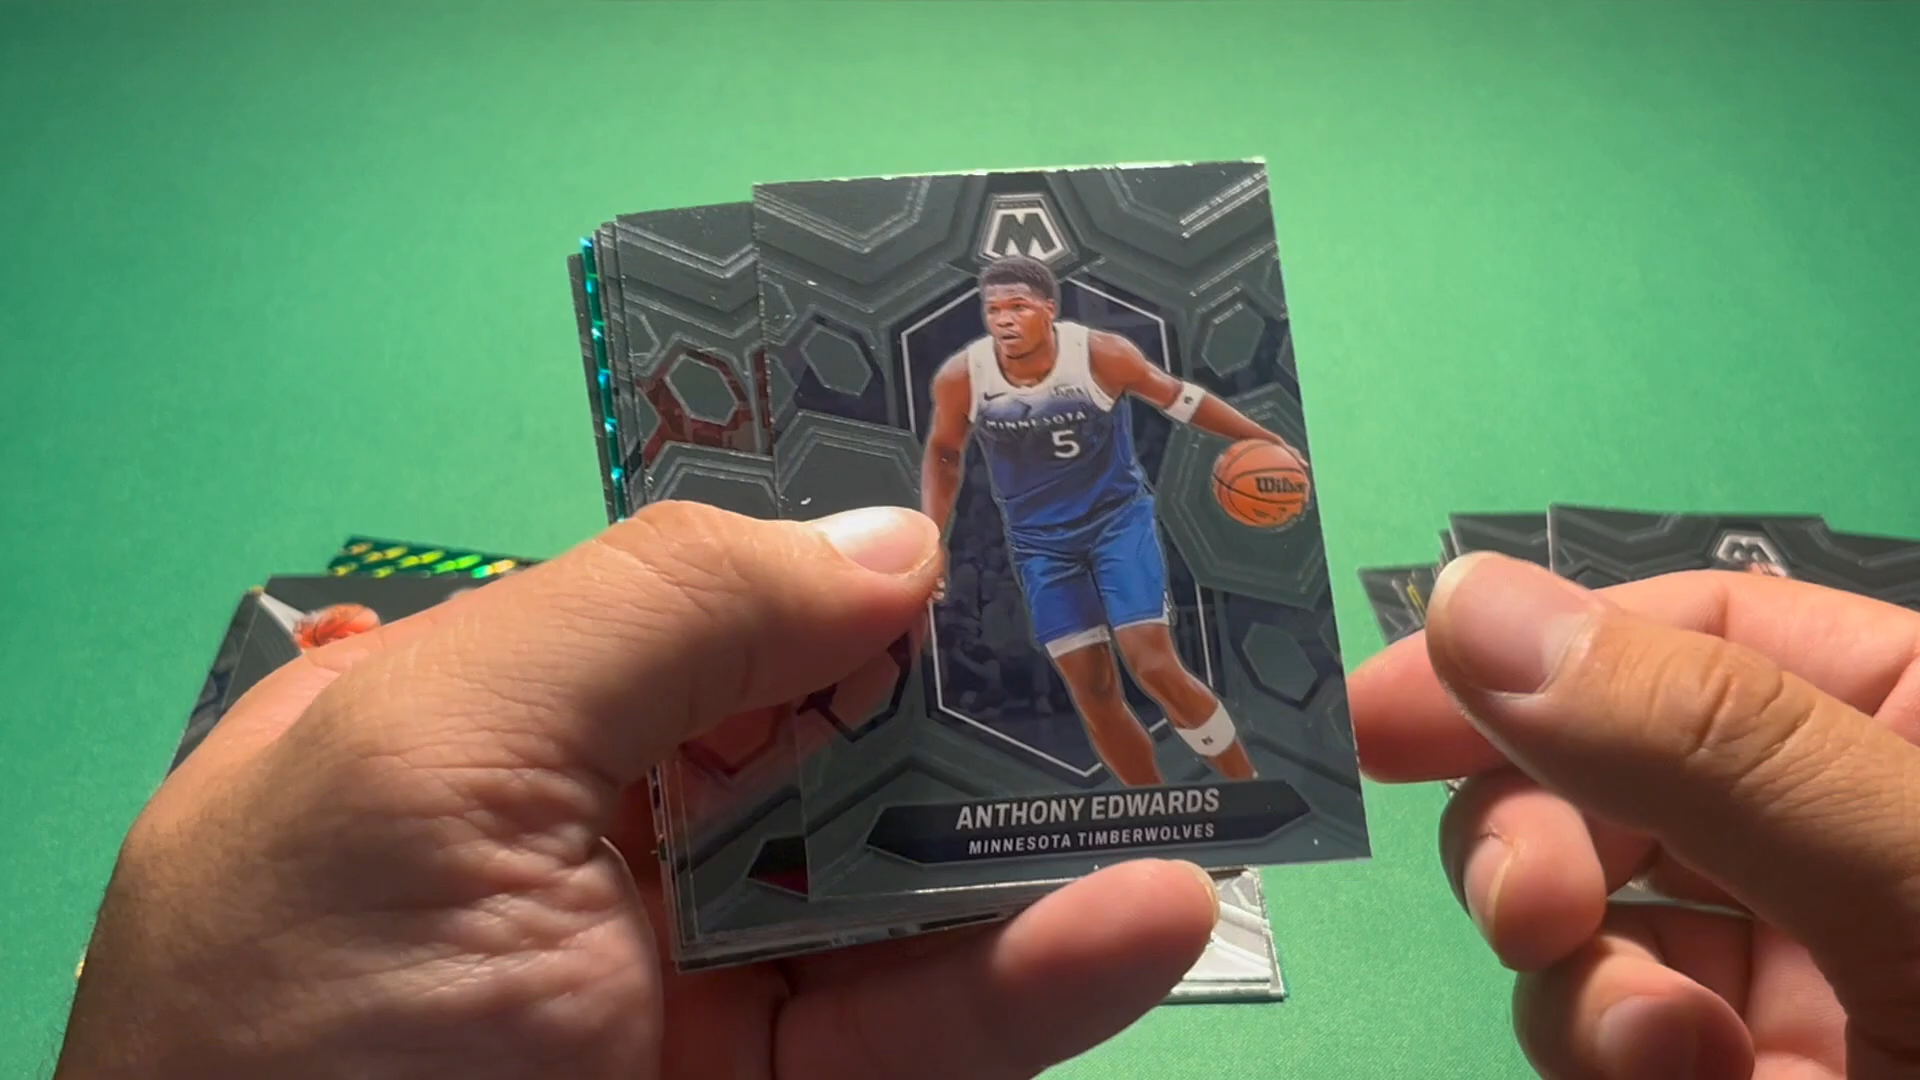 M
MINNESOTA
5
Wilson
ANTHONY EDWARDS
MINNESOTA TIMBERWOLVES